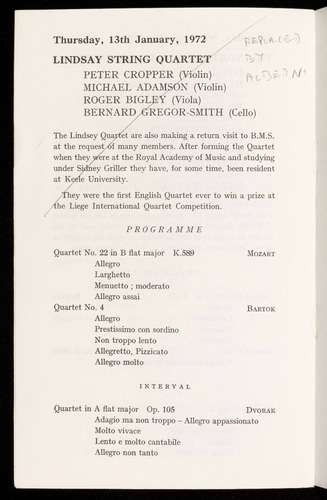 Thursday, 13th January, 1972
REPLACED
BY
ALBERNI
LINDSAY STRING QUARTET
PETER CROPPER (Violin)
MICHAEL ADAMSON (Violin)
ROGER BIGLEY (Viola)
BERNARD GREGOR-SMITH (Cello)
The Lindsey Quartet are also making a return visit to B.M.S.
at the request of many members. After forming the Quartet
when they were at the Royal Academy of Music and studying
under Sidney Griller they have, for some time, been resident
at Keele University.
They were the first English Quartet ever to win a prize at
the Liege International Quartet Competition.
PROGRAMME
Quartet No. 22 in B flat major K.589 MOZART
Allegro
Larghetto
Menuetto ; moderato
Allegro assai
Quartet No. 4 BARTOK
Allegro
Prestissimo con sordino
Non troppo lento
Allegretto, Pizzicato
Allegro molto
INTERVAL
Quartet in A flat major Op. 105 DVORAK
Adagio ma non troppo – Allegro appassionato
Molto vivace
Lento e molto cantabile
Allegro non tanto